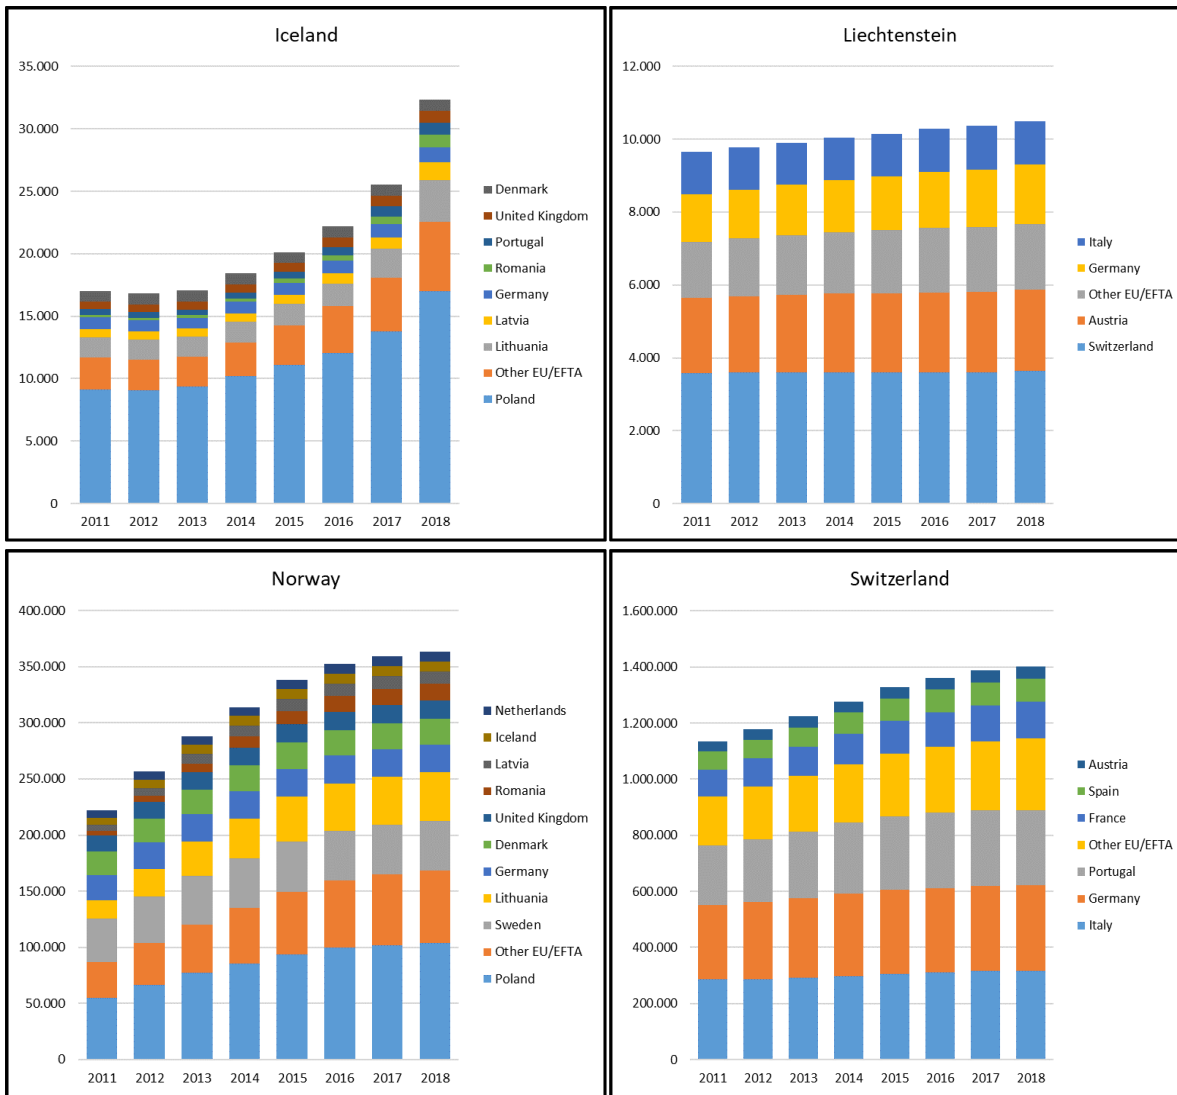 Iceland
35.000
30.000
25.000
20.000
15.000
10.000
5.000
0
2011 2012 2013 2014 2015 2016 2017 2018
Denmark
United Kingdom
Portugal
Romania
Germany
Latvia
Lithuania
Other EU/EFTA
Poland
Liechtenstein
12.000
10.000
8.000
6.000
4.000
2.000
0
2011 2012 2013 2014 2015 2016 2017 2018
Italy
Germany
Other EU/EFTA
Austria
Switzerland
Norway
400.000
350.000
300.000
250.000
200.000
150.000
100.000
50.000
0
2011 2012 2013 2014 2015 2016 2017 2018
Netherlands
Iceland
Latvia
Romania
United Kingdom
Denmark
Germany
Lithuania
Sweden
Other EU/EFTA
Poland
Switzerland
1.600.000
1.400.000
1.200.000
1.000.000
800.000
600.000
400.000
200.000
0
2011 2012 2013 2014 2015 2016 2017 2018
Austria
Spain
France
Other EU/EFTA
Portugal
Germany
Italy